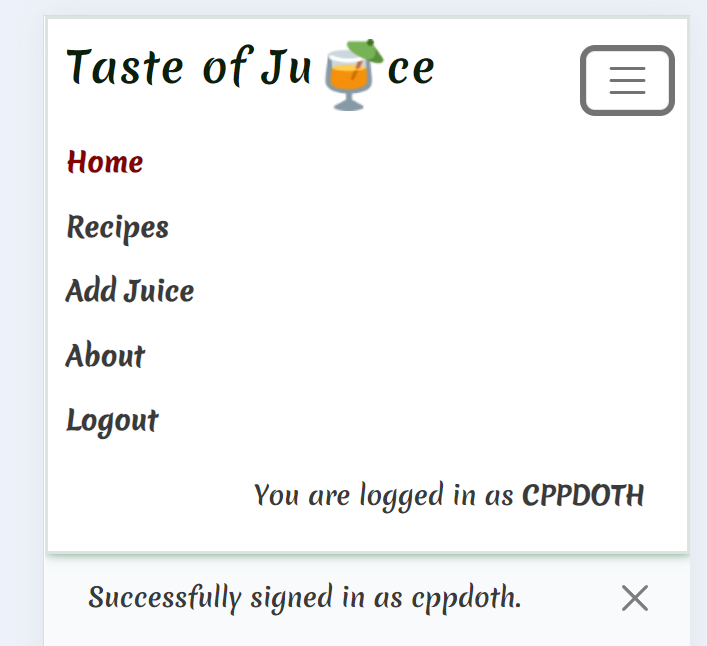 Taste of Ju🍹ce
Home
Recipes
Add Juice
About
Logout
You are logged in as CPPDOTH
Successfully signed in as cppdoth.